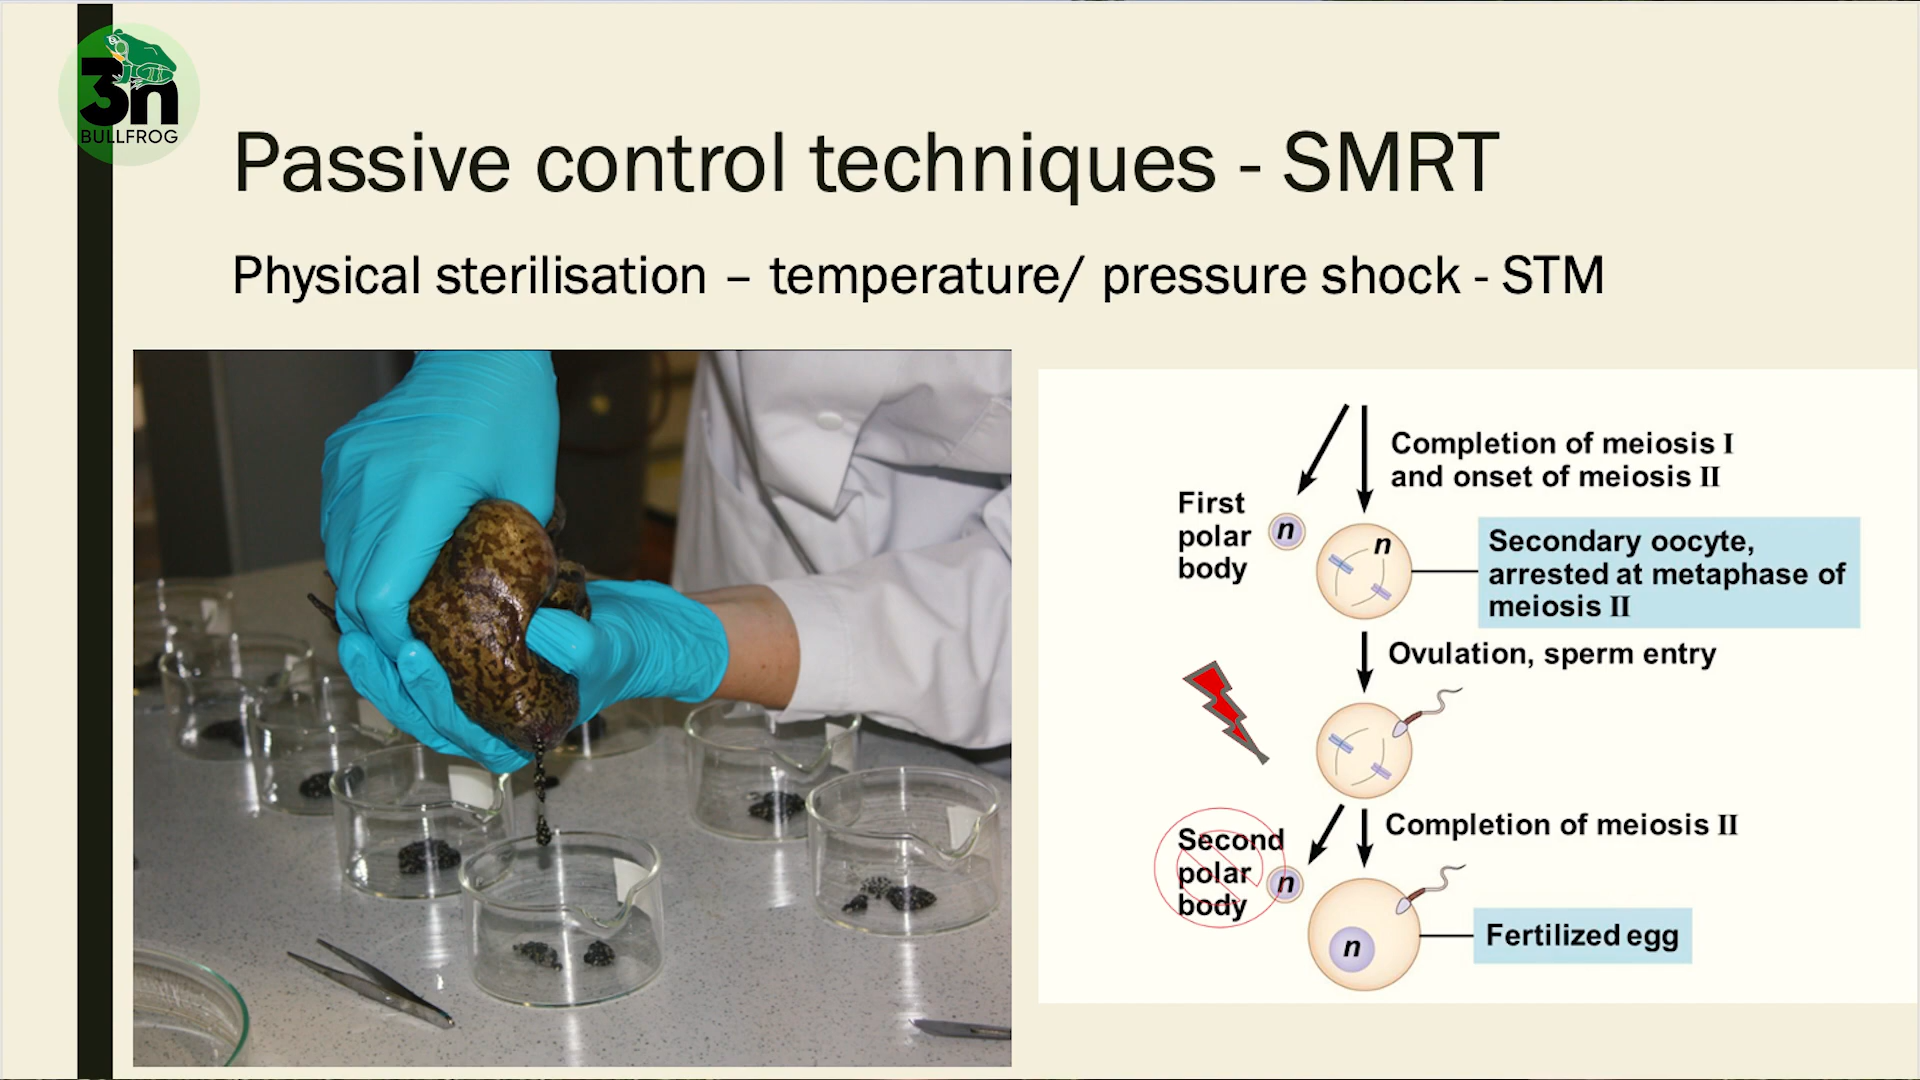 3n
BULLFROG
Passive control techniques - SMRT
Physical sterilisation – temperature/ pressure shock - STM
Completion of meiosis I
and onset of meiosis II
First
polar
body
n
n
Secondary oocyte,
arrested at metaphase of
meiosis II
Ovulation, sperm entry
Completion of meiosis II
Second
polar
body
n
n
Fertilized egg